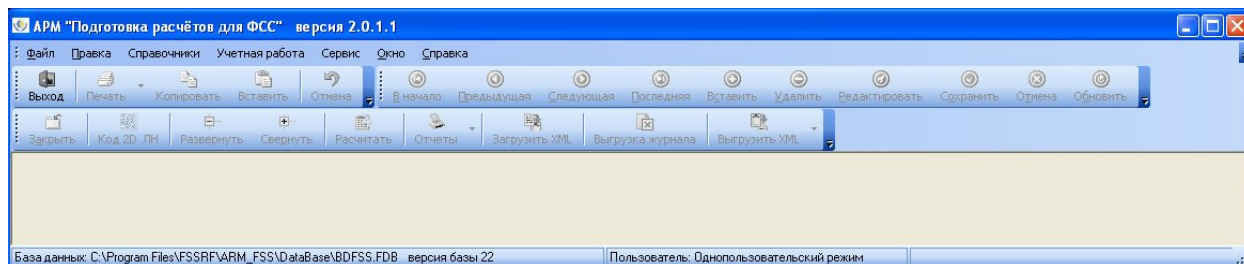 АРМ "Подготовка расчётов для ФСС" версия 2.0.1.1
Файл Правка Справочники Учетная работа Сервис Окно Справка
Выход Печать Копировать Вставить Отмена В начало Предыдущая Следующая Последняя Вставить Удалить Редактировать Сохранить Отмена Обновить
Закрыть Код 2D ЛН Развернуть Свернуть Расчитать Отчеты Загрузить XML Выгрузка журнала Выгрузить XML
База данных: C:\Program Files\FSSRF\ARM_FSS\DataBase\BDFSS.FDB версия базы 22 Пользователь: Однопользовательский режим